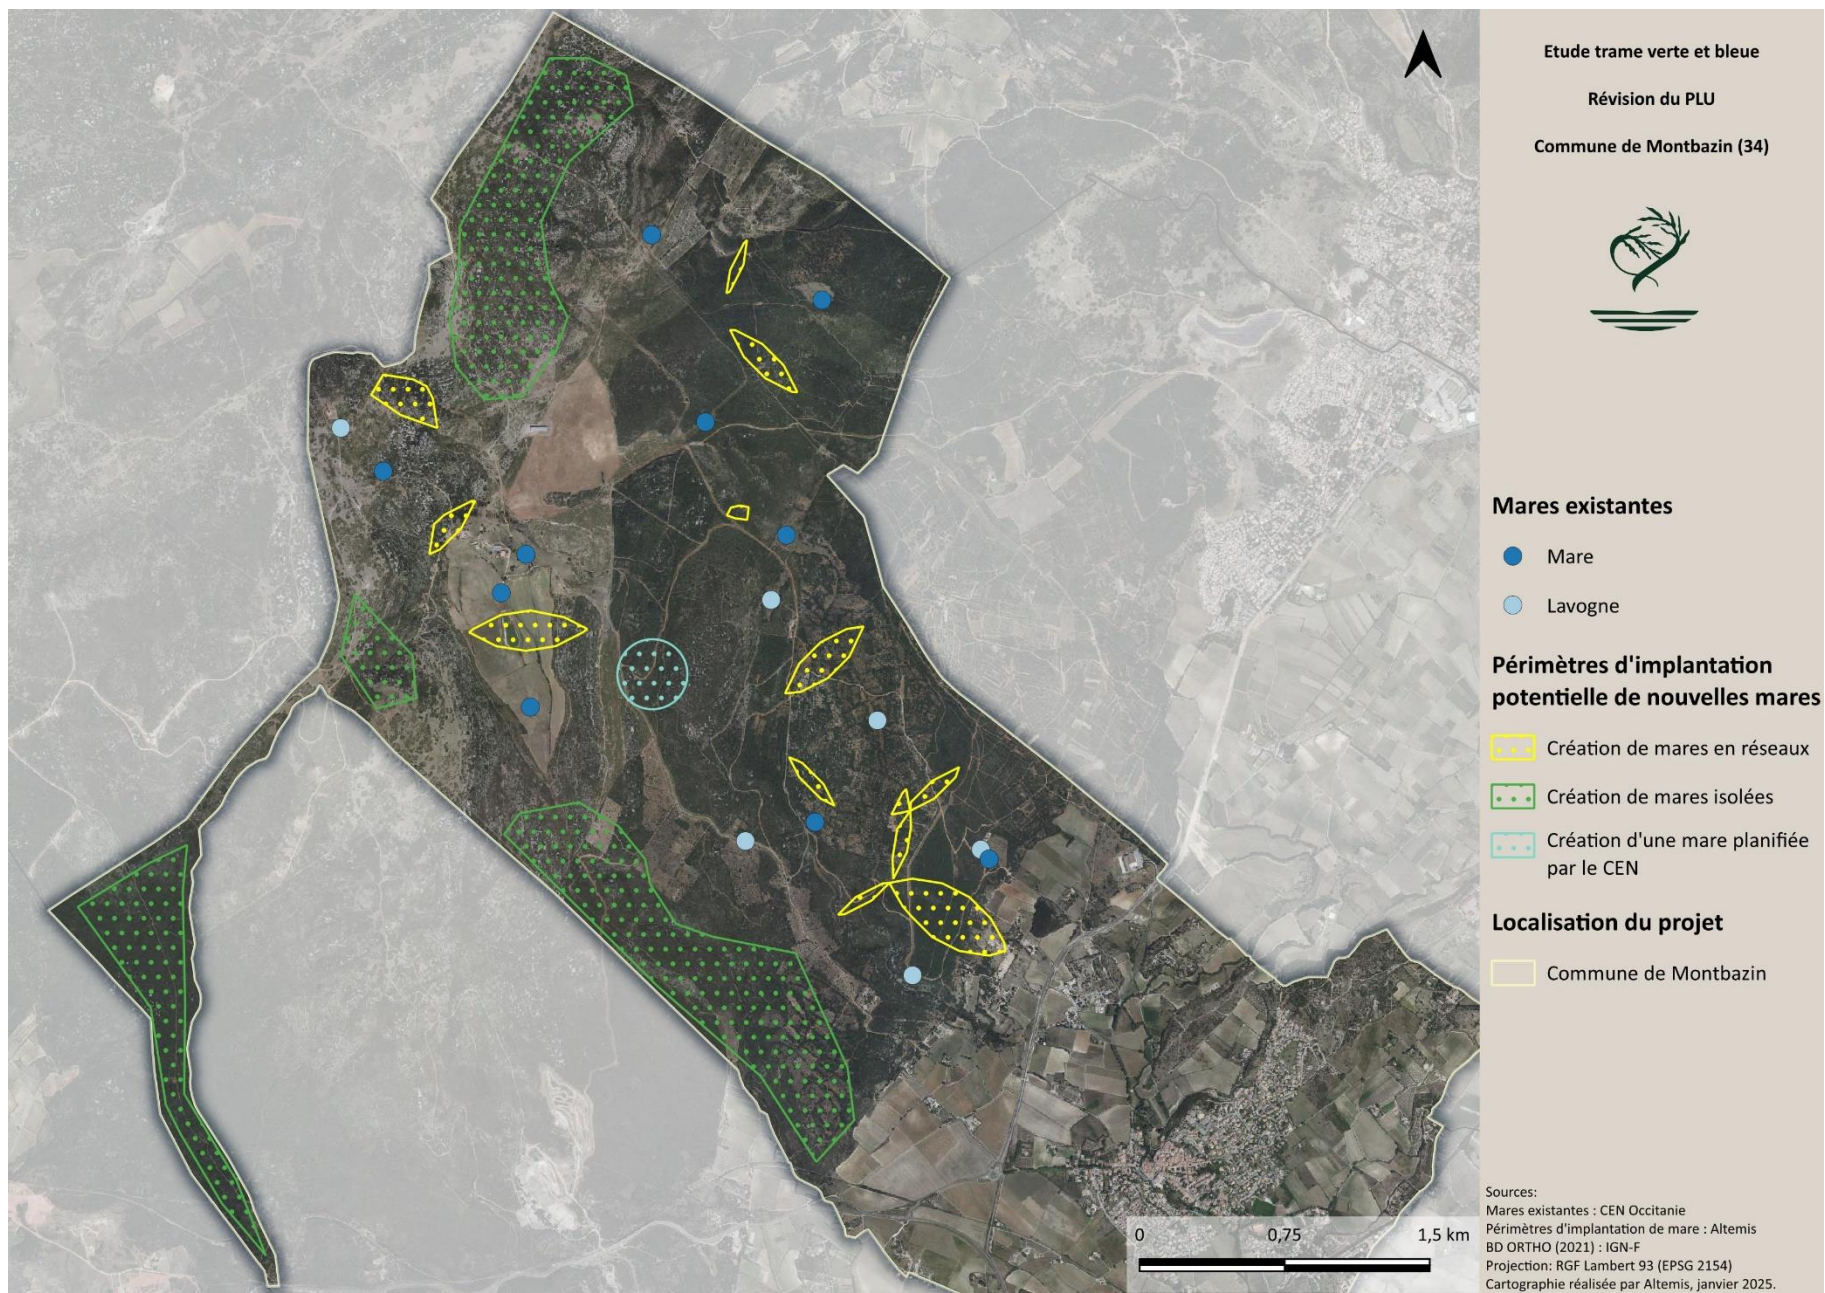 Etude trame verte et bleue
Révision du PLU
Commune de Montbazin (34)
Mares existantes
Mare
Lavogne
Périmètres d'implantation
potentielle de nouvelles mares
Création de mares en réseaux
Création de mares isolées
Création d'une mare planifiée
par le CEN
Localisation du projet
Commune de Montbazin
0 0,75 1,5 km
Sources:
Mares existantes : CEN Occitanie
Périmètres d'implantation de mare : Altemis
BD ORTHO (2021) : IGN-F
Projection: RGF Lambert 93 (EPSG 2154)
Cartographie réalisée par Altemis, janvier 2025.